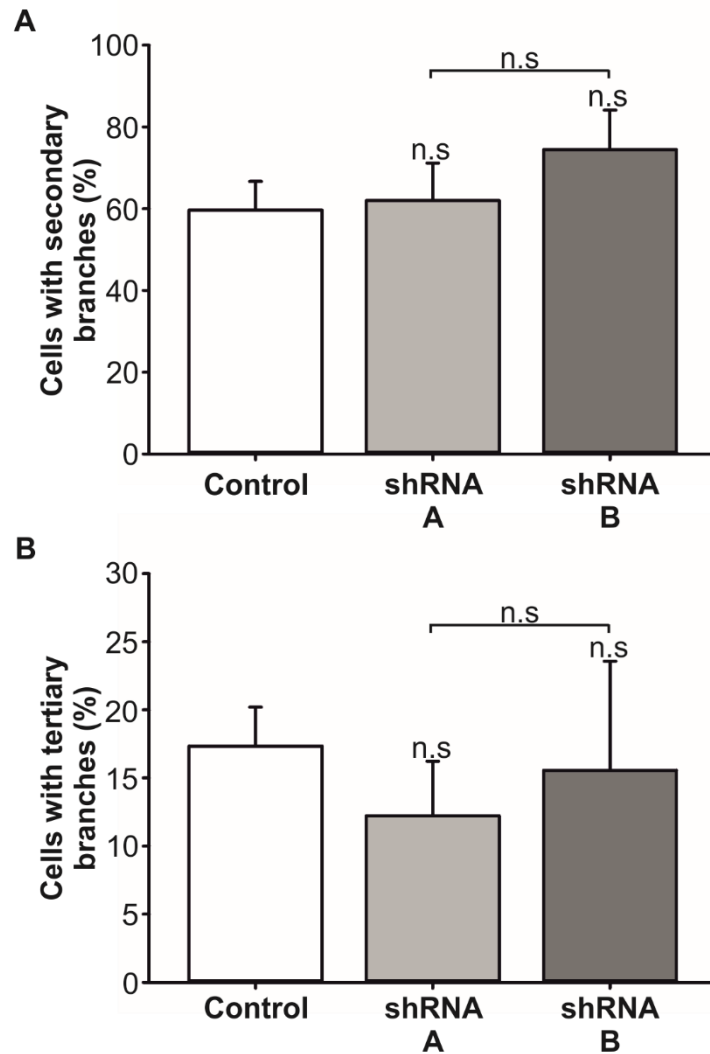 A
Cells with secondary
branches (%)
100
80
60
40
20
0
n.s
n.s
n.s
Control
shRNA
A
shRNA
B
B
Cells with tertiary
branches (%)
30
25
20
15
10
5
0
n.s
n.s
n.s
Control
shRNA
A
shRNA
B